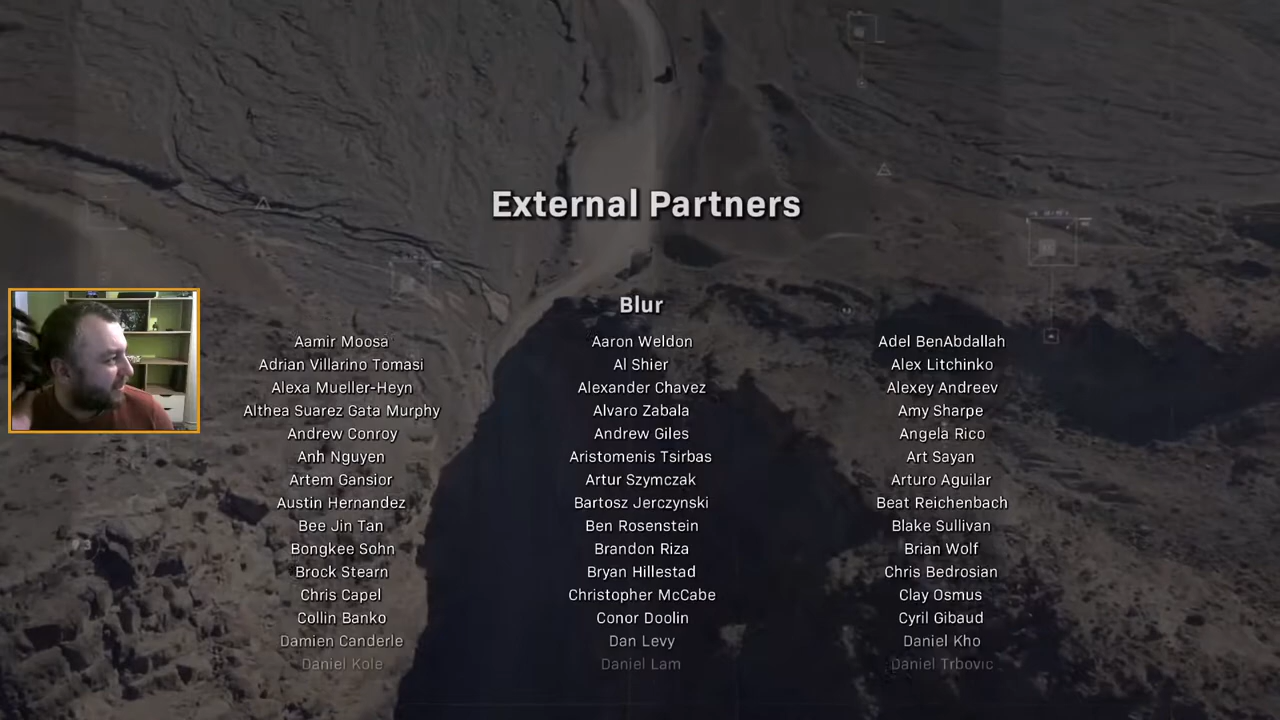 External Partners
Blur
Aamir Moosa Aaron Weldon Adel BenAbdallah
Adrian Villarino Tomasi Al Shier Alex Litchinko
Alexa Mueller-Heyn Alexander Chavez Alexey Andreev
Althea Suarez Gata Murphy Alvaro Zabala Amy Sharpe
Andrew Conroy Andrew Giles Angela Rico
Anh Nguyen Aristomenis Tsirbas Art Sayan
Artem Gansior Artur Szymczak Arturo Aguilar
Austin Hernandez Bartosz Jerczynski Beat Reichenbach
Bee Jin Tan Ben Rosenstein Blake Sullivan
Bongkee Sohn Brandon Riza Brian Wolf
Brock Stearn Bryan Hillestad Chris Bedrosian
Chris Capel Christopher McCabe Clay Osmus
Collin Banko Conor Doolin Cyril Gibaud
Damien Canderle Dan Levy Daniel Kho
Daniel Kole Daniel Lam Daniel Trbovic